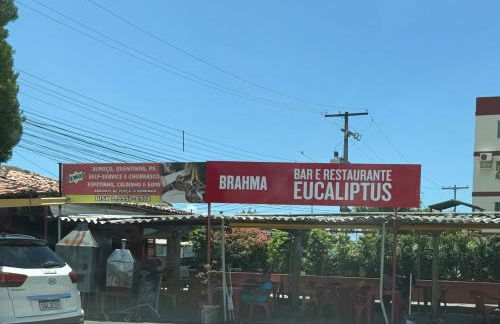 ALMOÇO, QUENTINHA, PF,
SELF-SERVICE E CHURRASCO
ESPETINHO, CALDINHO E SOPA
BRAHMA
BAR E RESTAURANTE
EUCALIPTUS